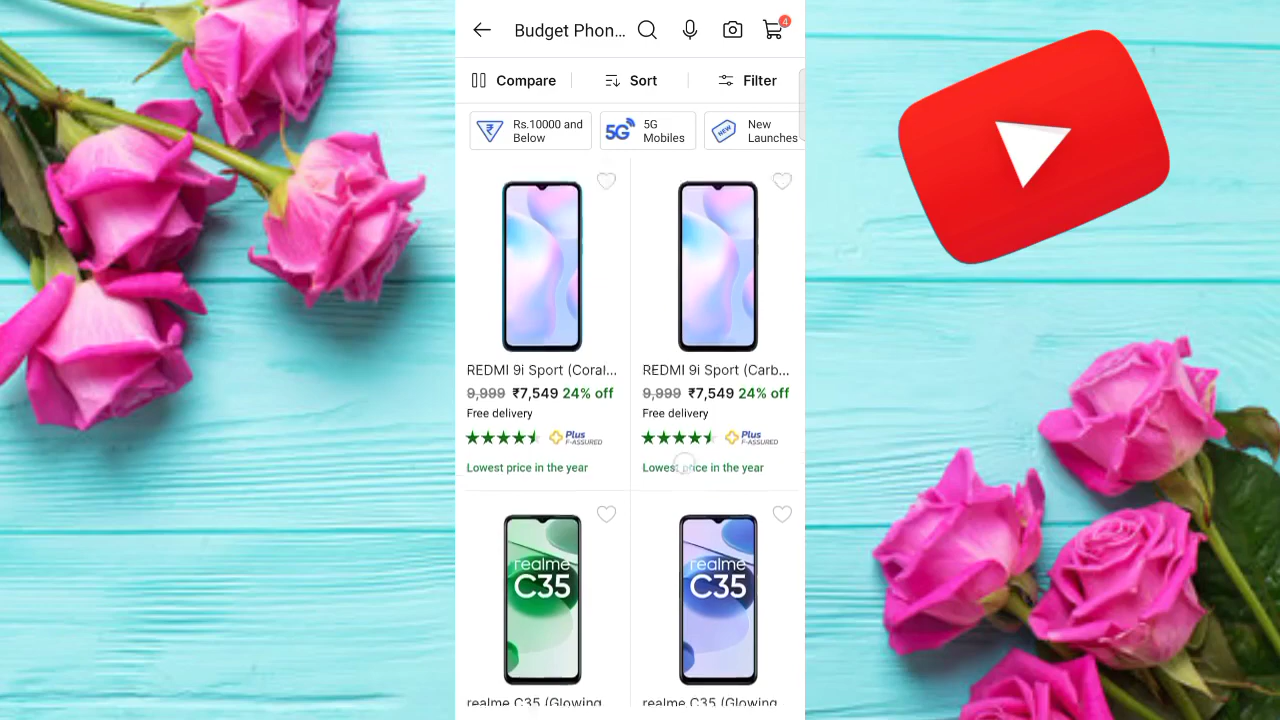 Budget Phon...
4
Compare
Sort
Filter
Rs.10000 and
Below
5G
5G
Mobiles
NEW
New
Launches
REDMI 9i Sport (Coral...
9,999 ₹7,549 24% off
Free delivery
Plus
F-ASSURED
Lowest price in the year
REDMI 9i Sport (Carb...
9,999 ₹7,549 24% off
Free delivery
Plus
F-ASSURED
Lowest price in the year
realme
C35
realme C35 (Glowing
realme
C35
realme C35 (Glowing